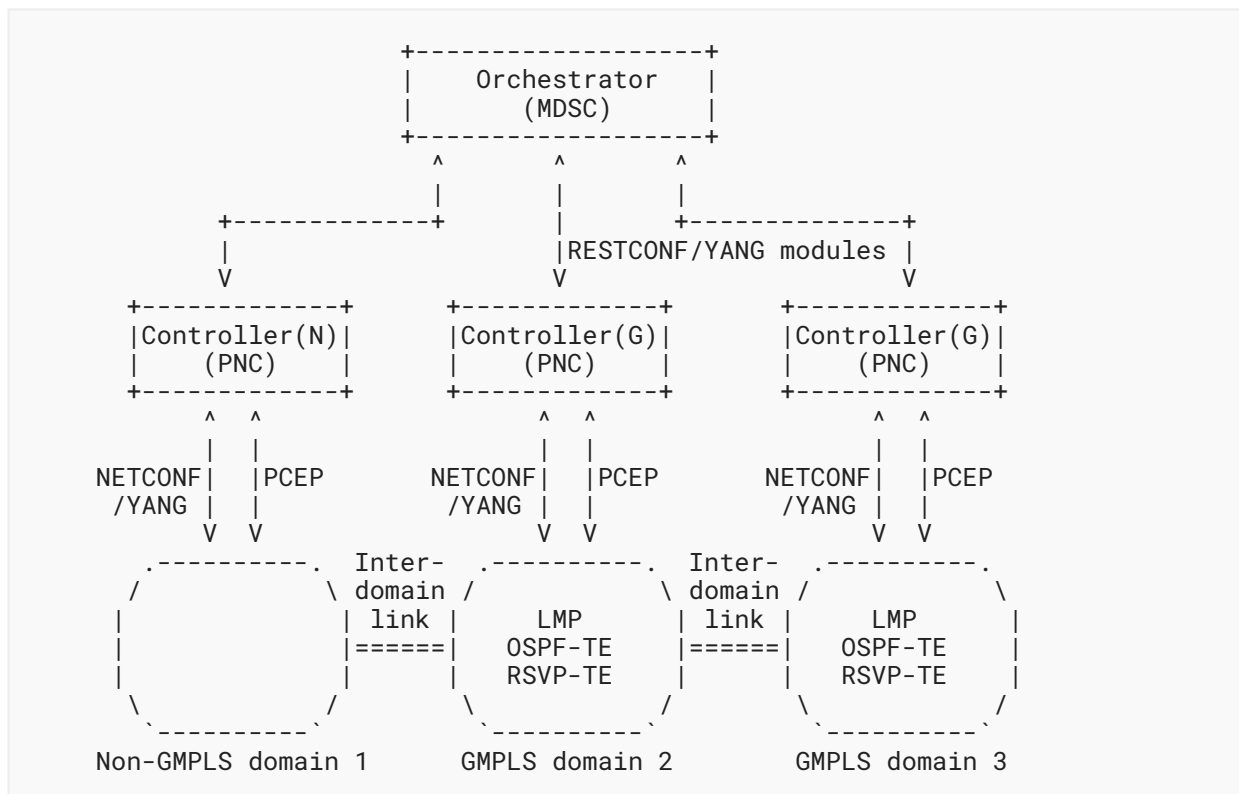 Orchestrator
(MDSC)
RESTCONF/YANG modules
Controller(N) Controller(G) Controller(G)
(PNC) (PNC) (PNC)
NETCONF PCEP NETCONF PCEP NETCONF PCEP
/YANG /YANG /YANG
Inter- Inter-
domain domain
link LMP link LMP
OSPF-TE OSPF-TE
RSVP-TE RSVP-TE
Non-GMPLS domain 1 GMPLS domain 2 GMPLS domain 3